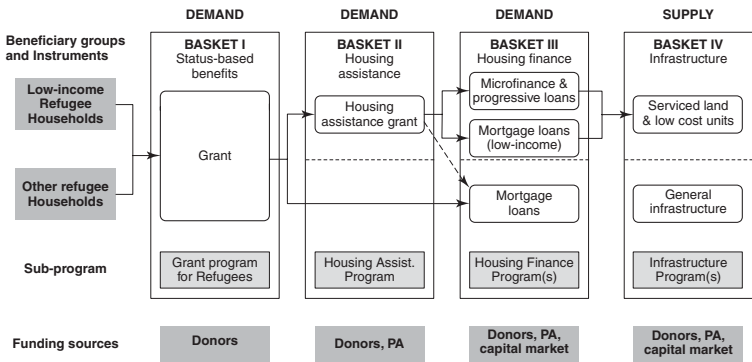 DEMAND
DEMAND
DEMAND
SUPPLY
Beneficiary groups
and Instruments
BASKET I
Status-based
benefits
BASKET II
Housing
assistance
BASKET III
Housing finance
BASKET IV
Infrastructure
Low-income
Refugee
Households
Other refugee
Households
Grant
Housing
assistance grant
Microfinance &
progressive loans
Mortgage loans
(low-income)
Mortgage
loans
Serviced land
& low cost units
General
infrastructure
Sub-program
Grant program
for Refugees
Housing Assist.
Program
Housing Finance
Program(s)
Infrastructure
Program(s)
Funding sources
Donors
Donors, PA
Donors, PA,
capital market
Donors, PA,
capital market